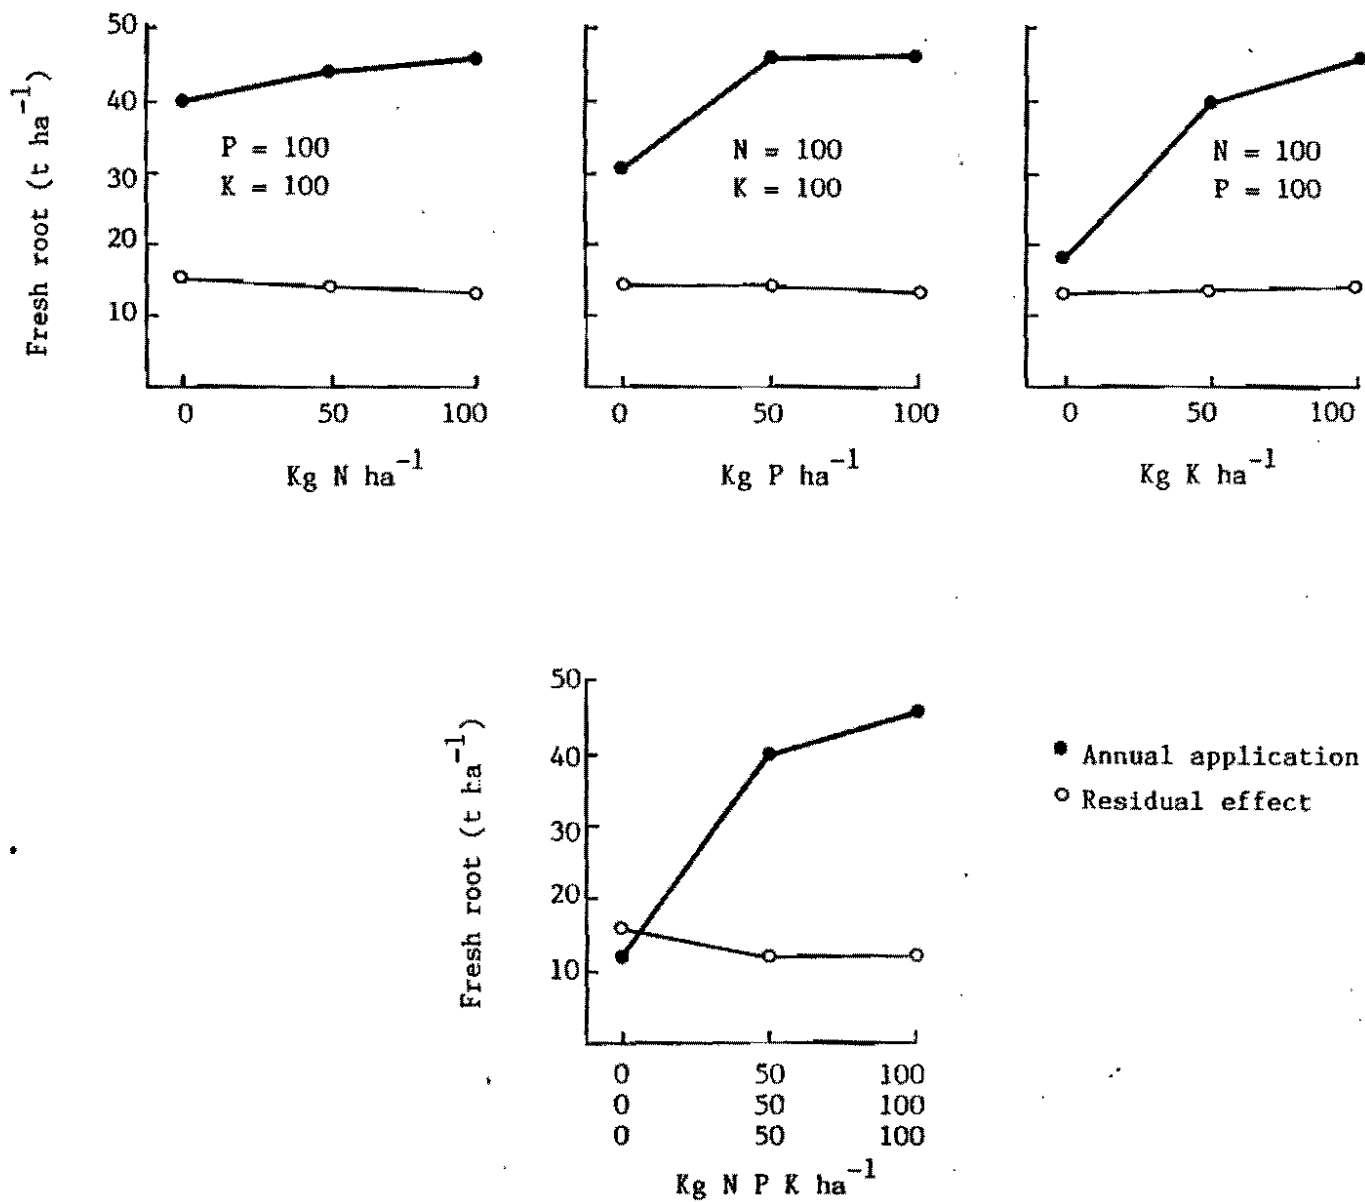 Fresh root (t ha⁻¹)
50
40
30
20
10
P = 100
K = 100
0 50 100
Kg N ha⁻¹
N = 100
K = 100
0 50 100
Kg P ha⁻¹
N = 100
P = 100
0 50 100
Kg K ha⁻¹
Fresh root (t ha⁻¹)
50
40
30
20
10
0 50 100
0 50 100
0 50 100
Kg N P K ha⁻¹
● Annual application
○ Residual effect